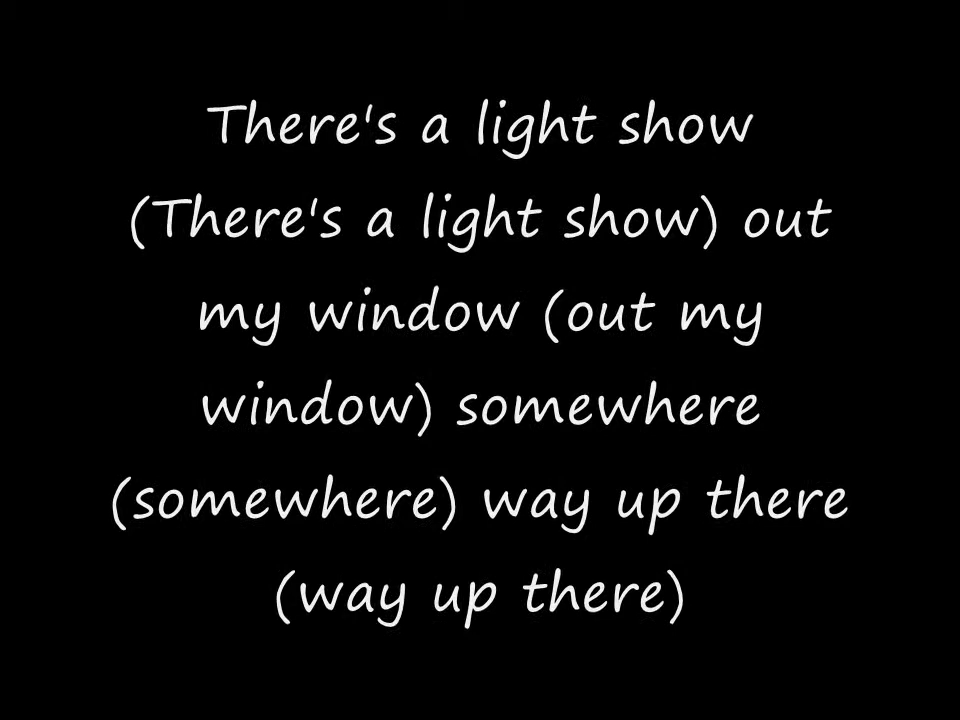 There's a light show
(There's a light show) out
my window (out my
window) somewhere
(somewhere) way up there
(way up there)